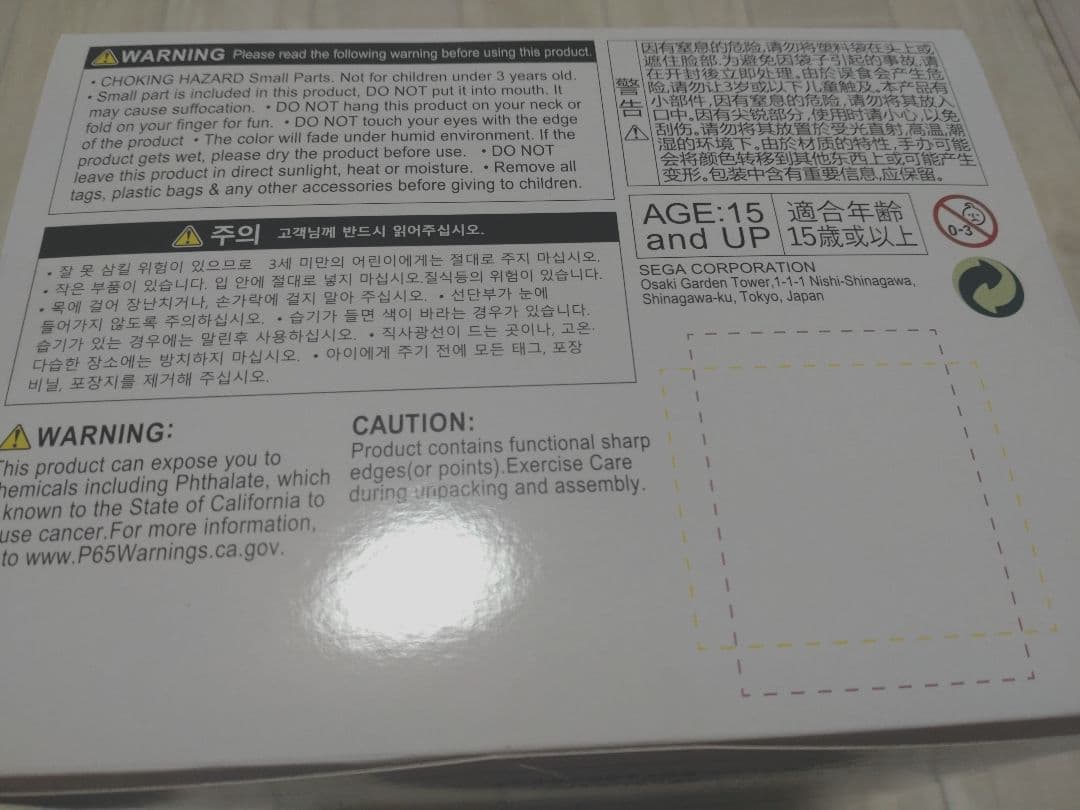 WARNING Please read the following warning before using this product.
• CHOKING HAZARD Small Parts. Not for children under 3 years old.
• Small part is included in this product, DO NOT put it into mouth. It
may cause suffocation. • DO NOT hang this product on your neck or
fold on your finger for fun. • DO NOT touch your eyes with the edge
of the product • The color will fade under humid environment. If the
product gets wet, please dry the product before use. • DO NOT
leave this product in direct sunlight, heat or moisture. • Remove all
tags, plastic bags & any other accessories before giving to children.
주의 고객님께 반드시 읽어주십시오.
• 잘 못 삼킬 위험이 있으므로 3세 미만의 어린이에게는 절대로 주지 마십시오.
• 작은 부품이 있습니다. 입 안에 절대로 넣지 마십시오.질식등의 위험이 있습니다.
• 목에 걸어 장난치거나, 손가락에 걸지 말아 주십시오. • 선단부가 눈에
들어가지 않도록 주의하십시오. • 습기가 들면 색이 바라는 경우가 있습니다.
습기가 있는 경우에는 말린후 사용하십시오. • 직사광선이 드는 곳이나, 고온·
다습한 장소에는 방치하지 마십시오. • 아이에게 주기 전에 모든 태그, 포장
비닐, 포장지를 제거해 주십시오.
WARNING:
This product can expose you to
hemicals including Phthalate, which
known to the State of California to
use cancer.For more information,
to www.P65Warnings.ca.gov.
CAUTION:
Product contains functional sharp
edges(or points).Exercise Care
during unpacking and assembly.
警告
因有窒息的危险,请勿将塑料袋在头上或
遮住脸部.为避免因袋子引起的事故,请
在开封後立即处理。由於误食会产生危
险,请勿让3岁或以下儿童触及。本产品有
小部件,因有窒息的危险,请勿将其放入
口中。因有尖锐部分,使用时请小心,以免
刮伤。请勿将其放置於受光直射,高温,潮
湿的环境下。由於材质的特性,手办可能
会将颜色转移到其他东西上或可能产生
变形。包装中含有重要信息,应保留。
AGE:15
and UP
適合年齢
15歳或以上
0-3
SEGA CORPORATION
Osaki Garden Tower,1-1-1 Nishi-Shinagawa,
Shinagawa-ku, Tokyo, Japan